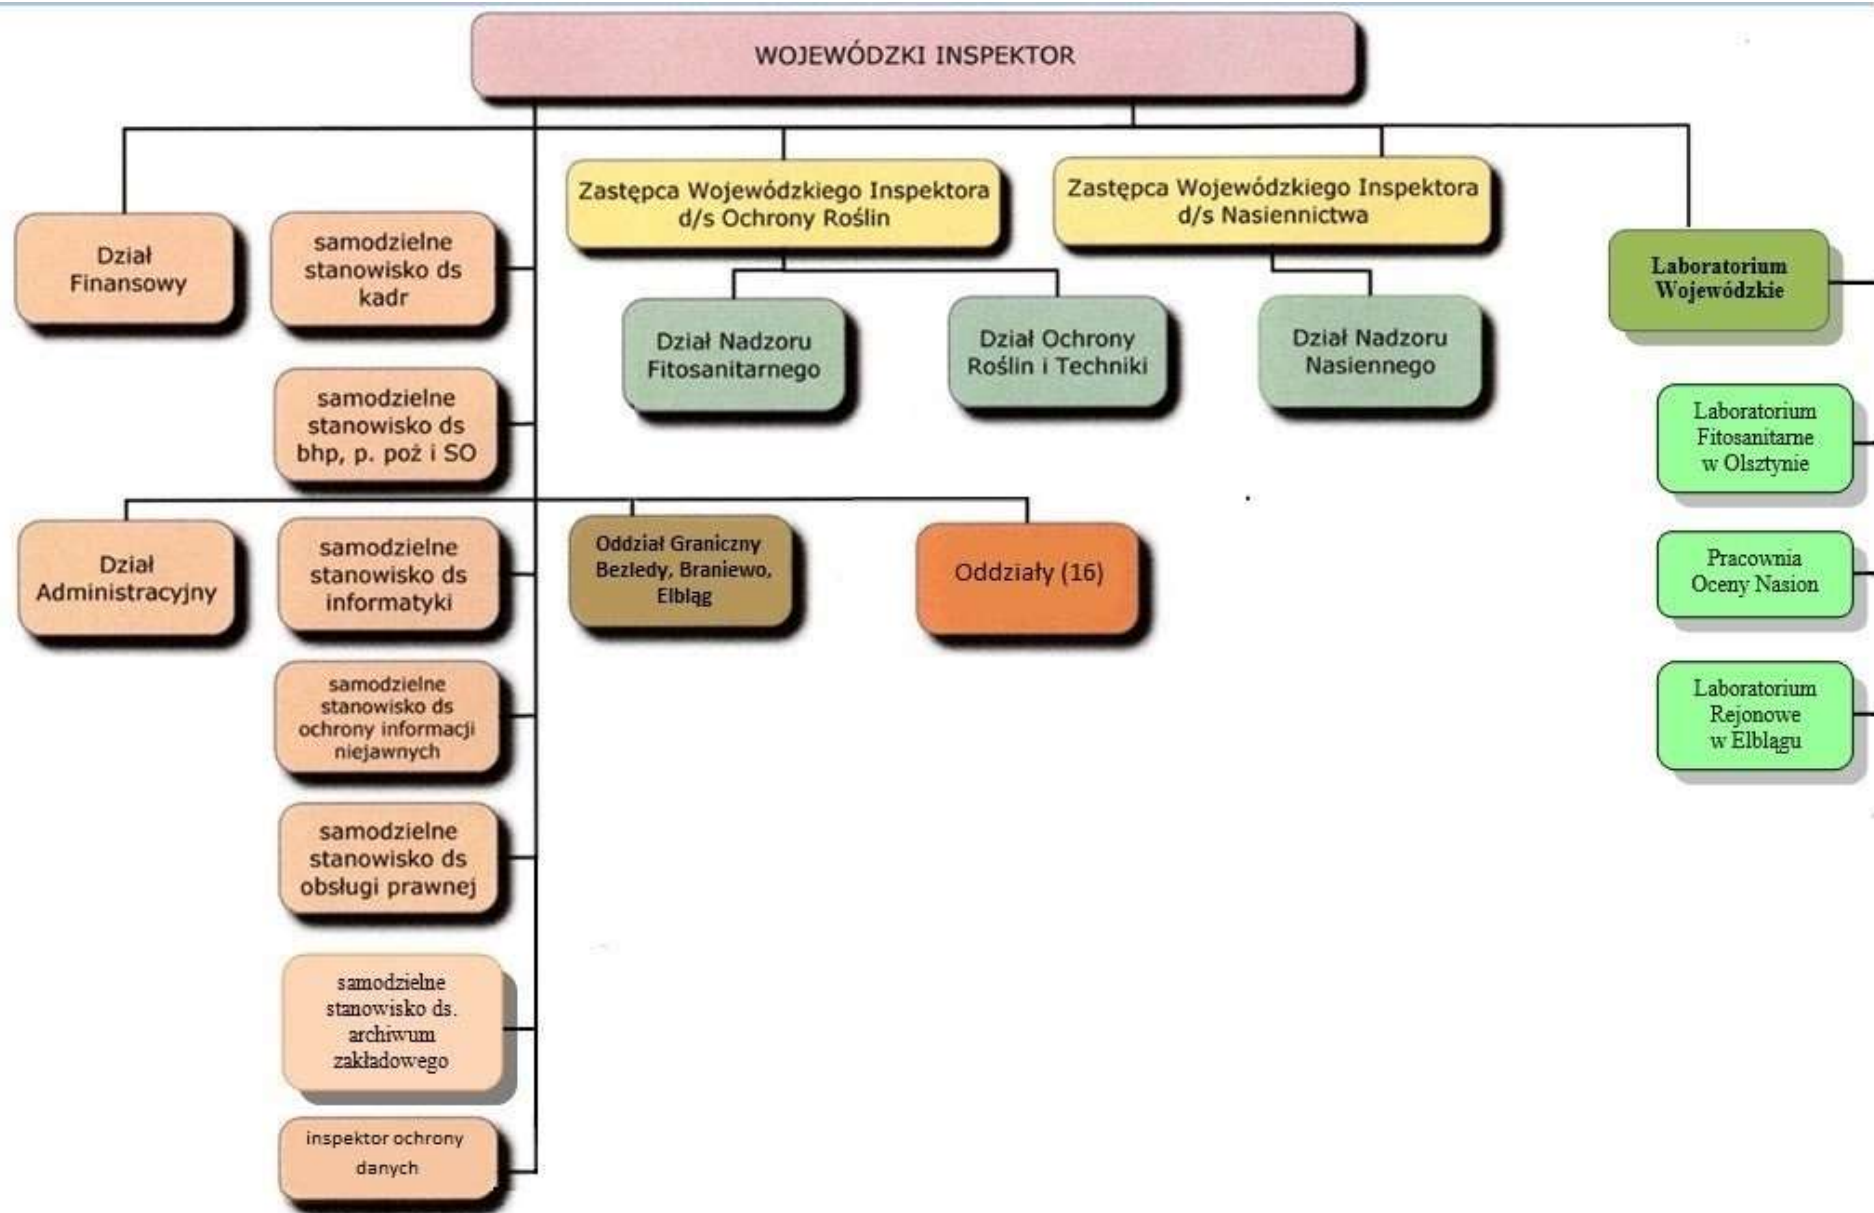 WOJEWÓDZKI INSPEKTOR
Zastępca Wojewódzkiego Inspektora
d/s Ochrony Roślin
Zastępca Wojewódzkiego Inspektora
d/s Nasiennictwa
Dział
Finansowy
samodzielne
stanowisko ds
kadr
Laboratorium
Wojewódzkie
Dział Nadzoru
Fitosanitarnego
Dział Ochrony
Roślin i Techniki
Dział Nadzoru
Nasiennego
samodzielne
stanowisko ds
bhp, p. poż i SO
Laboratorium
Fitosanitarne
w Olsztynie
Dział
Administracyjny
samodzielne
stanowisko ds
informatyki
Oddział Graniczny
Bezledy, Braniewo,
Elbląg
Oddziały (16)
Pracownia
Oceny Nasion
samodzielne
stanowisko ds
ochrony informacji
niejawnych
Laboratorium
Rejonowe
w Elblągu
samodzielne
stanowisko ds
obsługi prawnej
samodzielne
stanowisko ds.
archiwum
zakładowego
inspektor ochrony
danych